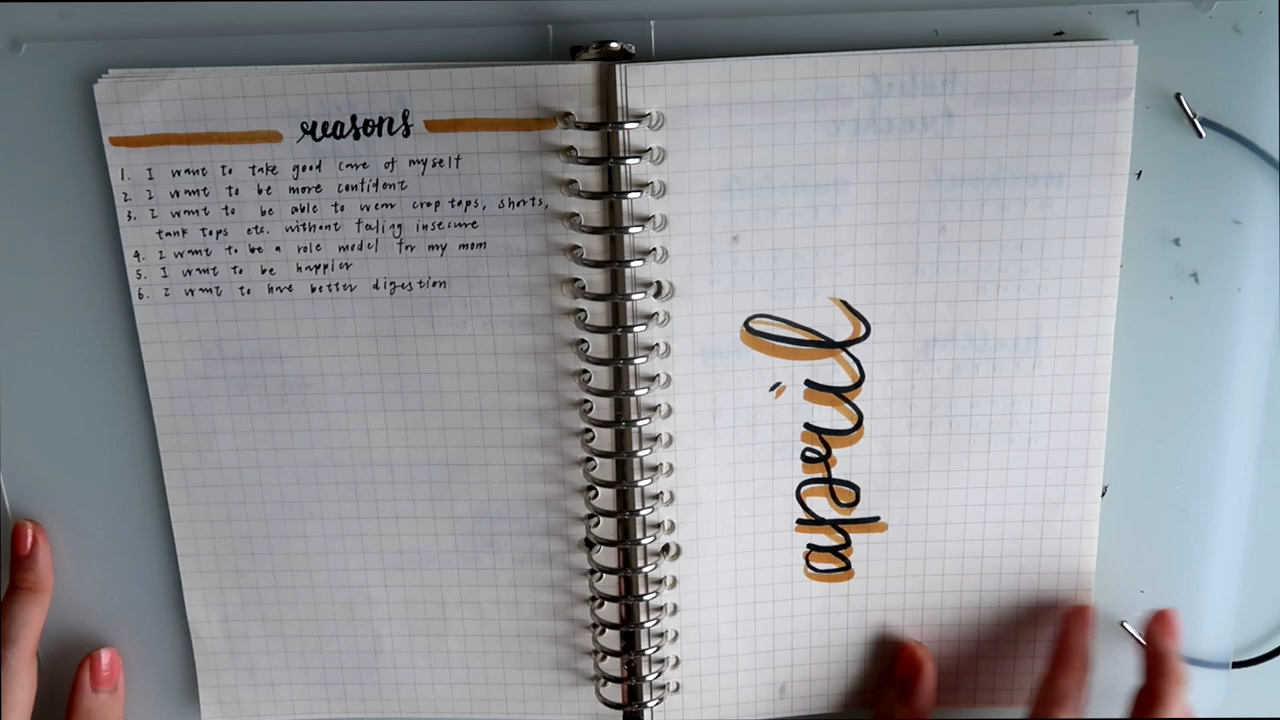 reasons
1. I want to take good care of myself
2. I want to be more confident
3. I want to be able to wear crop tops, shorts,
tank tops etc. without feeling insecure
4. I want to be a role model for my mom
5. I want to be happier
6. I want to have better digestion
april